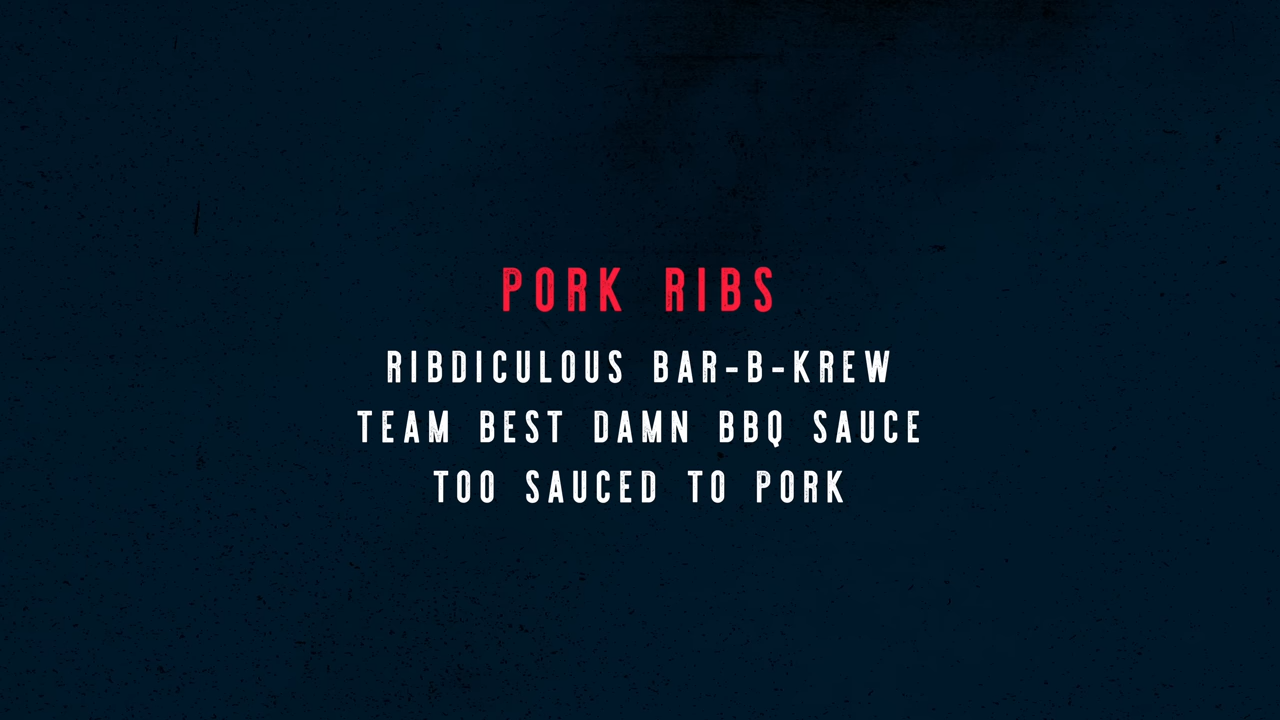 PORK RIBS
RIBDICULOUS BAR-B-KREW
TEAM BEST DAMN BBQ SAUCE
TOO SAUCED TO PORK